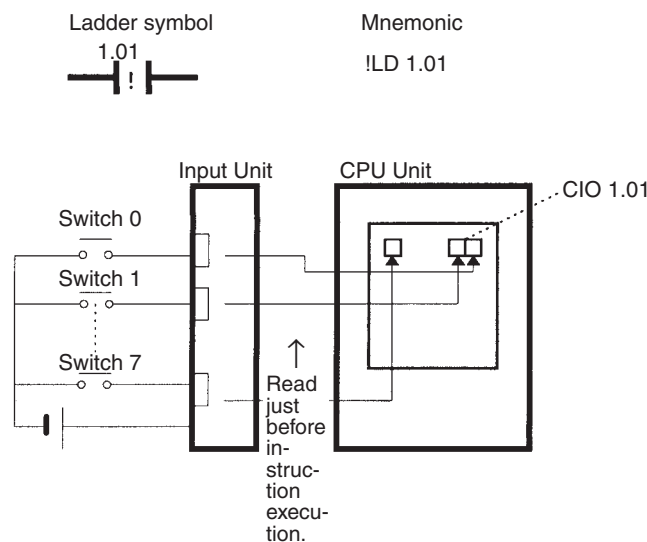 Ladder symbol
Mnemonic
1.01
!
!LD 1.01
Input Unit
CPU Unit
CIO 1.01
Switch 0
Switch 1
Switch 7
Read
just
before
in-
struc-
tion
execu-
tion.